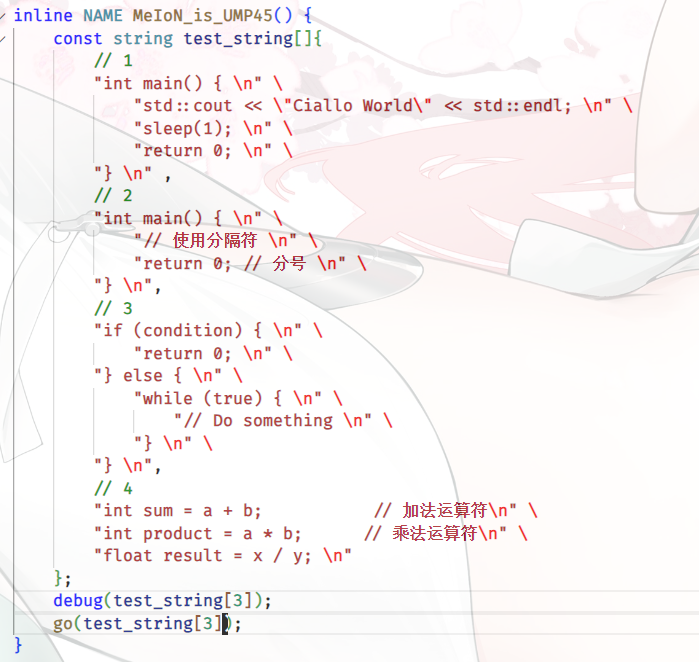 inline NAME MeIoN_is_UMP45() {
    const string test_string[]{
        // 1
        "int main() { \n" \
            "std::cout << \"Ciallo World\" << std::endl; \n" \
            "sleep(1); \n" \
            "return 0; \n" \
        "} \n" ,
        // 2
        "int main() { \n" \
            "// 使用分隔符 \n" \
            "return 0; // 分号 \n" \
        "} \n",
        // 3
        "if (condition) { \n" \
            "return 0; \n" \
        "} else { \n" \
            "while (true) { \n" \
                "// Do something \n" \
            "} \n" \
        "} \n",
        // 4
        "int sum = a + b;           // 加法运算符\n" \
        "int product = a * b;      // 乘法运算符\n" \
        "float result = x / y; \n"
    };
    debug(test_string[3]);
    go(test_string[3]);
}